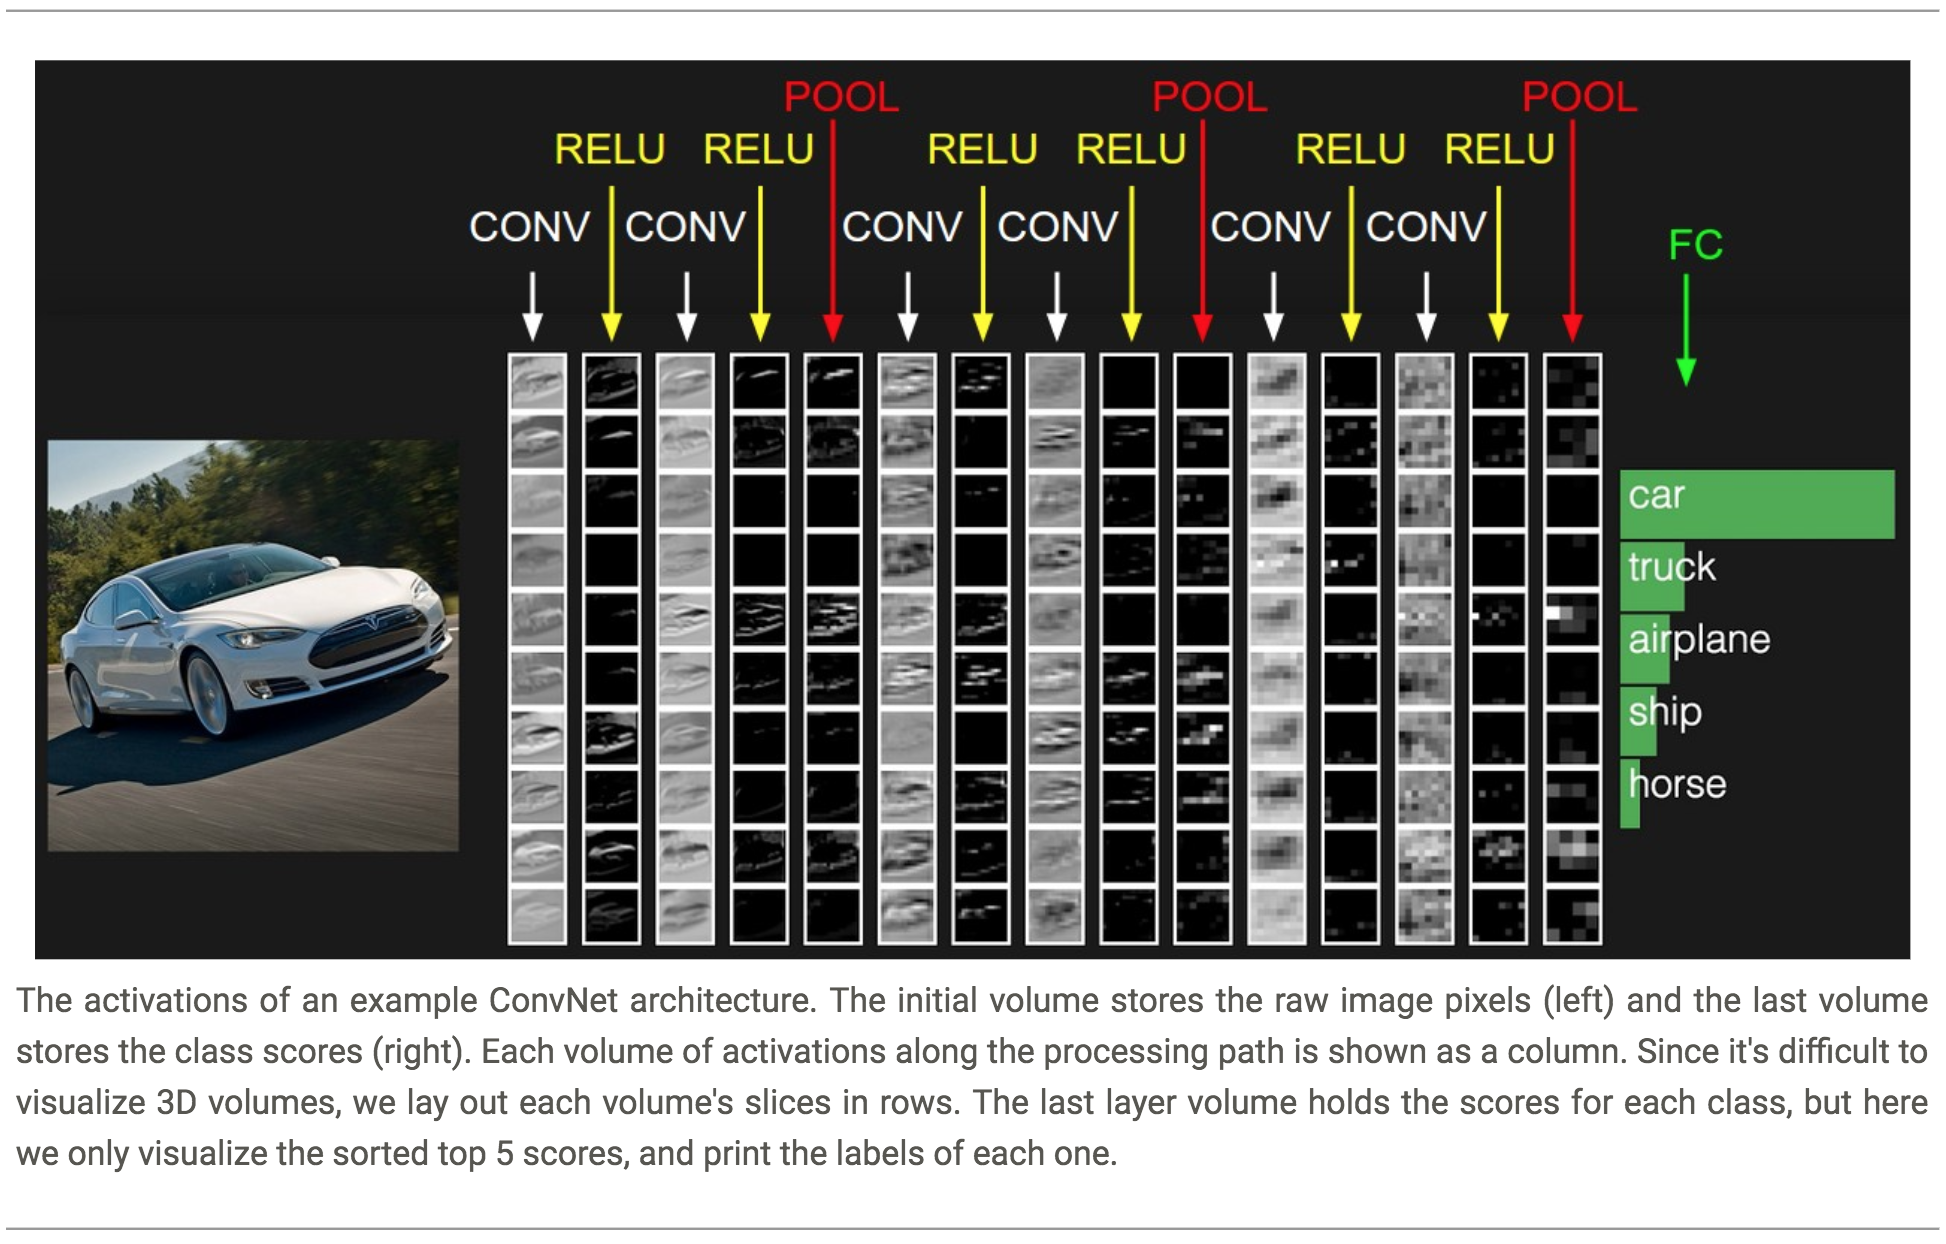 POOL POOL POOL
RELU RELU RELU RELU RELU RELU
CONV CONV CONV CONV CONV CONV
FC
car
truck
airplane
ship
horse
The activations of an example ConvNet architecture. The initial volume stores the raw image pixels (left) and the last volume
stores the class scores (right). Each volume of activations along the processing path is shown as a column. Since it's difficult to
visualize 3D volumes, we lay out each volume's slices in rows. The last layer volume holds the scores for each class, but here
we only visualize the sorted top 5 scores, and print the labels of each one.